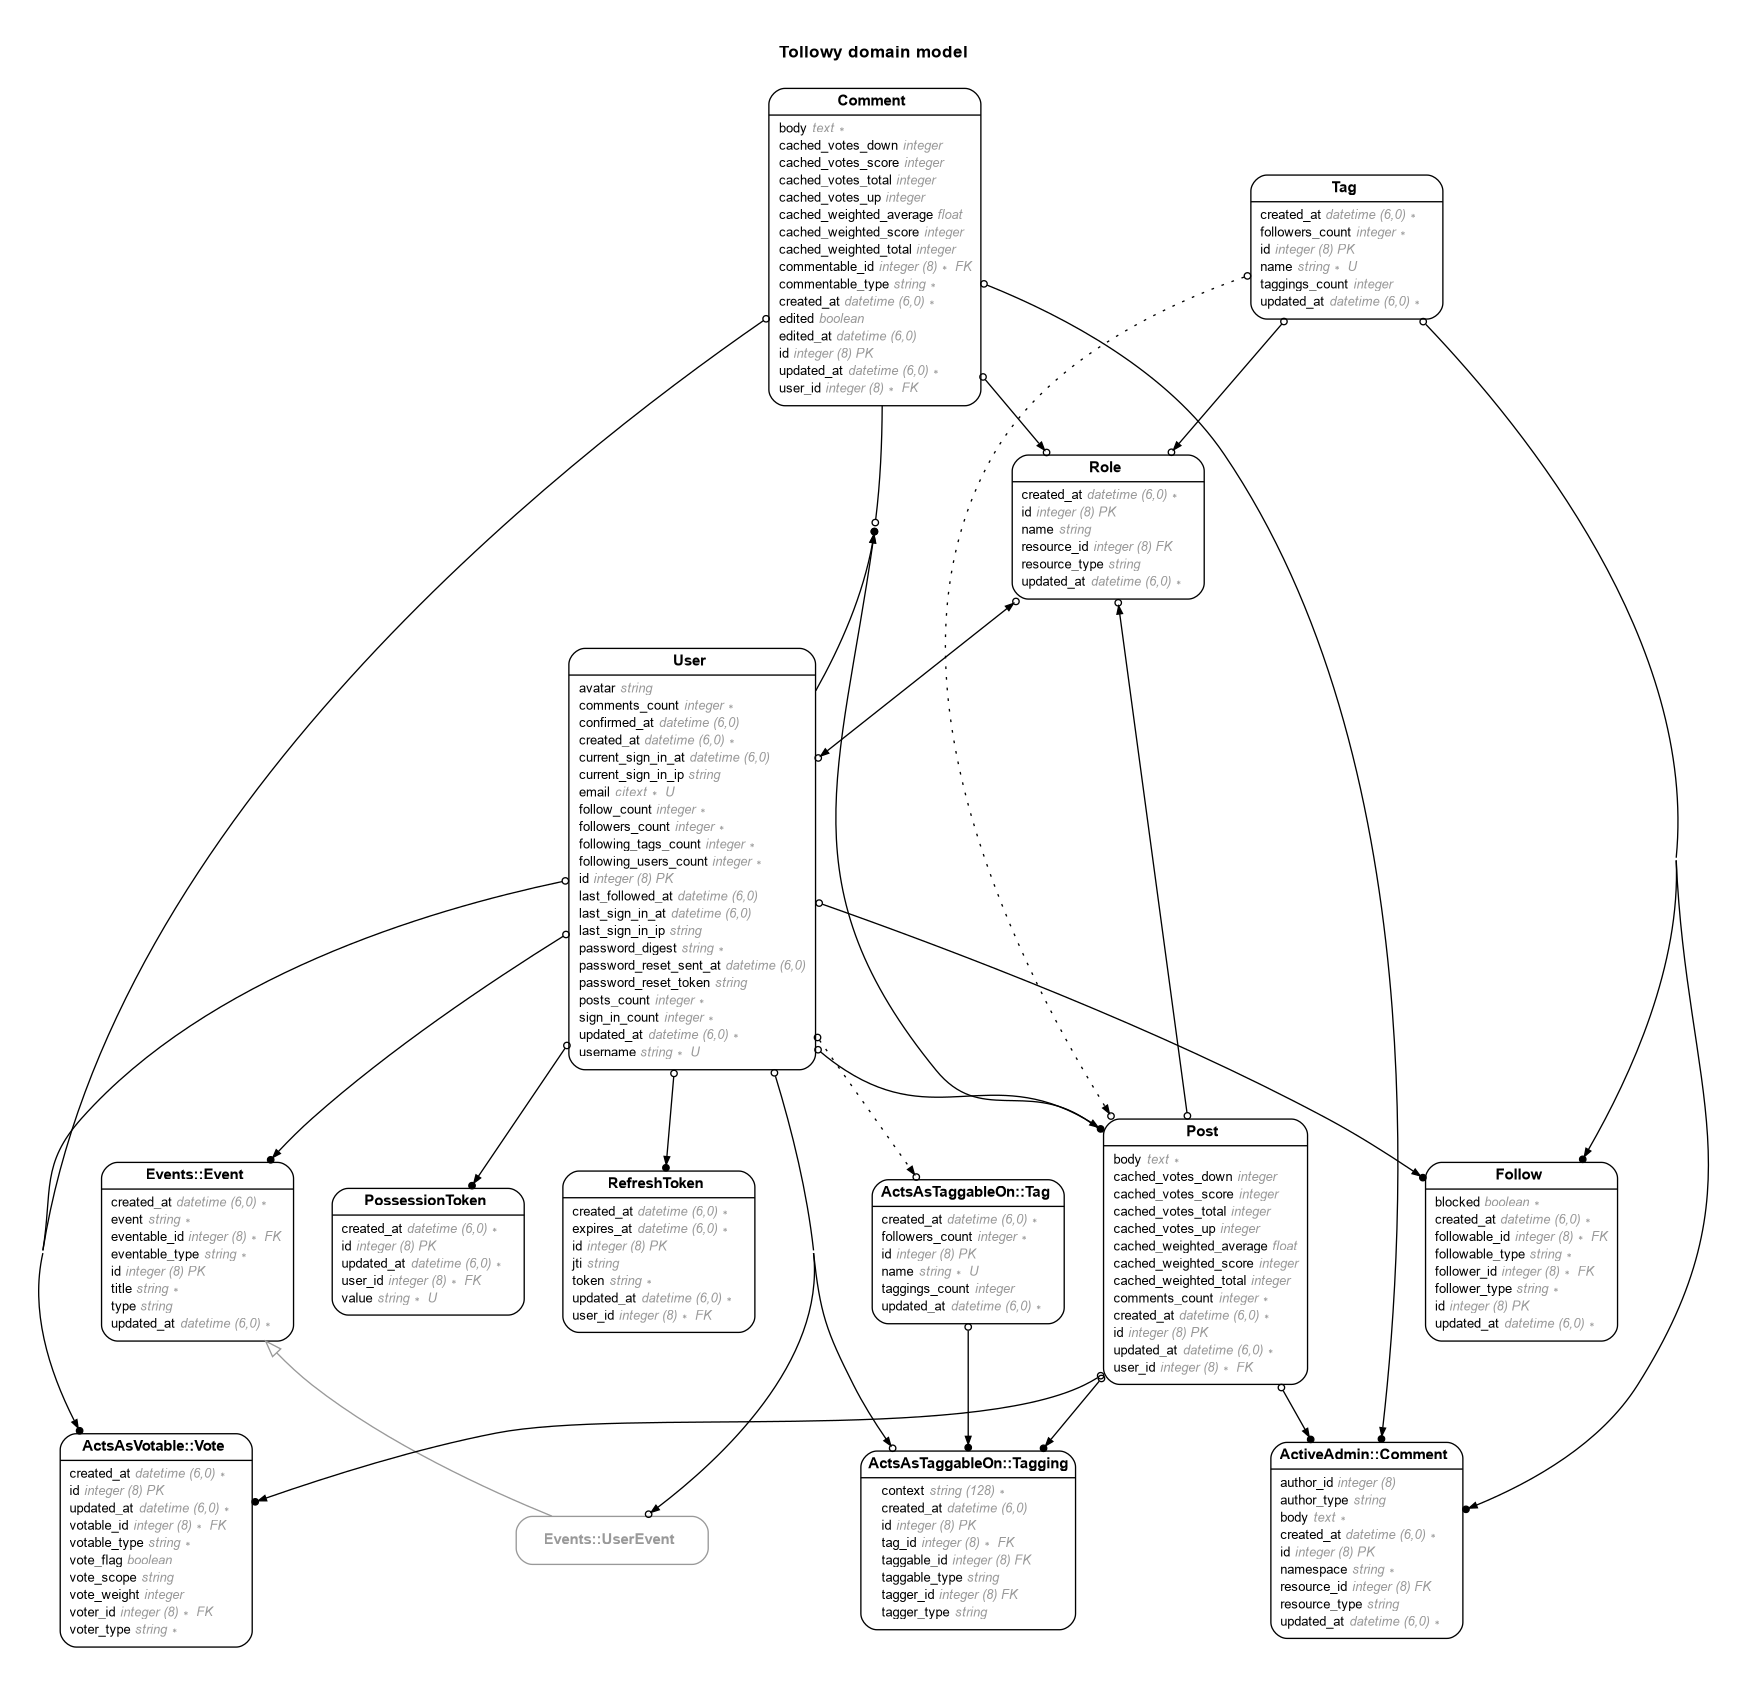 Tollowy domain model
Comment
body text ∗
cached_votes_down integer
cached_votes_score integer
cached_votes_total integer
cached_votes_up integer
cached_weighted_average float
cached_weighted_score integer
cached_weighted_total integer
commentable_id integer (8) ∗ FK
commentable_type string ∗
created_at datetime (6,0) ∗
edited boolean
edited_at datetime (6,0)
id integer (8) PK
updated_at datetime (6,0) ∗
user_id integer (8) ∗ FK
Tag
created_at datetime (6,0) ∗
followers_count integer ∗
id integer (8) PK
name string ∗ U
taggings_count integer
updated_at datetime (6,0) ∗
Role
created_at datetime (6,0) ∗
id integer (8) PK
name string
resource_id integer (8) FK
resource_type string
updated_at datetime (6,0) ∗
User
avatar string
comments_count integer ∗
confirmed_at datetime (6,0)
created_at datetime (6,0) ∗
current_sign_in_at datetime (6,0)
current_sign_in_ip string
email citext ∗ U
follow_count integer ∗
followers_count integer ∗
following_tags_count integer ∗
following_users_count integer ∗
id integer (8) PK
last_followed_at datetime (6,0)
last_sign_in_at datetime (6,0)
last_sign_in_ip string
password_digest string ∗
password_reset_sent_at datetime (6,0)
password_reset_token string
posts_count integer ∗
sign_in_count integer ∗
updated_at datetime (6,0) ∗
username string ∗ U
Events::Event
created_at datetime (6,0) ∗
event string ∗
eventable_id integer (8) ∗ FK
eventable_type string ∗
id integer (8) PK
title string ∗
type string
updated_at datetime (6,0) ∗
PossessionToken
created_at datetime (6,0) ∗
id integer (8) PK
updated_at datetime (6,0) ∗
user_id integer (8) ∗ FK
value string ∗ U
RefreshToken
created_at datetime (6,0) ∗
expires_at datetime (6,0) ∗
id integer (8) PK
jti string
token string ∗
updated_at datetime (6,0) ∗
user_id integer (8) ∗ FK
ActsAsTaggableOn::Tag
created_at datetime (6,0) ∗
followers_count integer ∗
id integer (8) PK
name string ∗ U
taggings_count integer
updated_at datetime (6,0) ∗
Post
body text ∗
cached_votes_down integer
cached_votes_score integer
cached_votes_total integer
cached_votes_up integer
cached_weighted_average float
cached_weighted_score integer
cached_weighted_total integer
comments_count integer ∗
created_at datetime (6,0) ∗
id integer (8) PK
updated_at datetime (6,0) ∗
user_id integer (8) ∗ FK
Follow
blocked boolean ∗
created_at datetime (6,0) ∗
followable_id integer (8) ∗ FK
followable_type string ∗
follower_id integer (8) ∗ FK
follower_type string ∗
id integer (8) PK
updated_at datetime (6,0) ∗
ActsAsVotable::Vote
created_at datetime (6,0) ∗
id integer (8) PK
updated_at datetime (6,0) ∗
votable_id integer (8) ∗ FK
votable_type string ∗
vote_flag boolean
vote_scope string
vote_weight integer
voter_id integer (8) ∗ FK
voter_type string ∗
Events::UserEvent
ActsAsTaggableOn::Tagging
context string (128) ∗
created_at datetime (6,0)
id integer (8) PK
tag_id integer (8) ∗ FK
taggable_id integer (8) FK
taggable_type string
tagger_id integer (8) FK
tagger_type string
ActiveAdmin::Comment
author_id integer (8)
author_type string
body text ∗
created_at datetime (6,0) ∗
id integer (8) PK
namespace string ∗
resource_id integer (8) FK
resource_type string
updated_at datetime (6,0) ∗